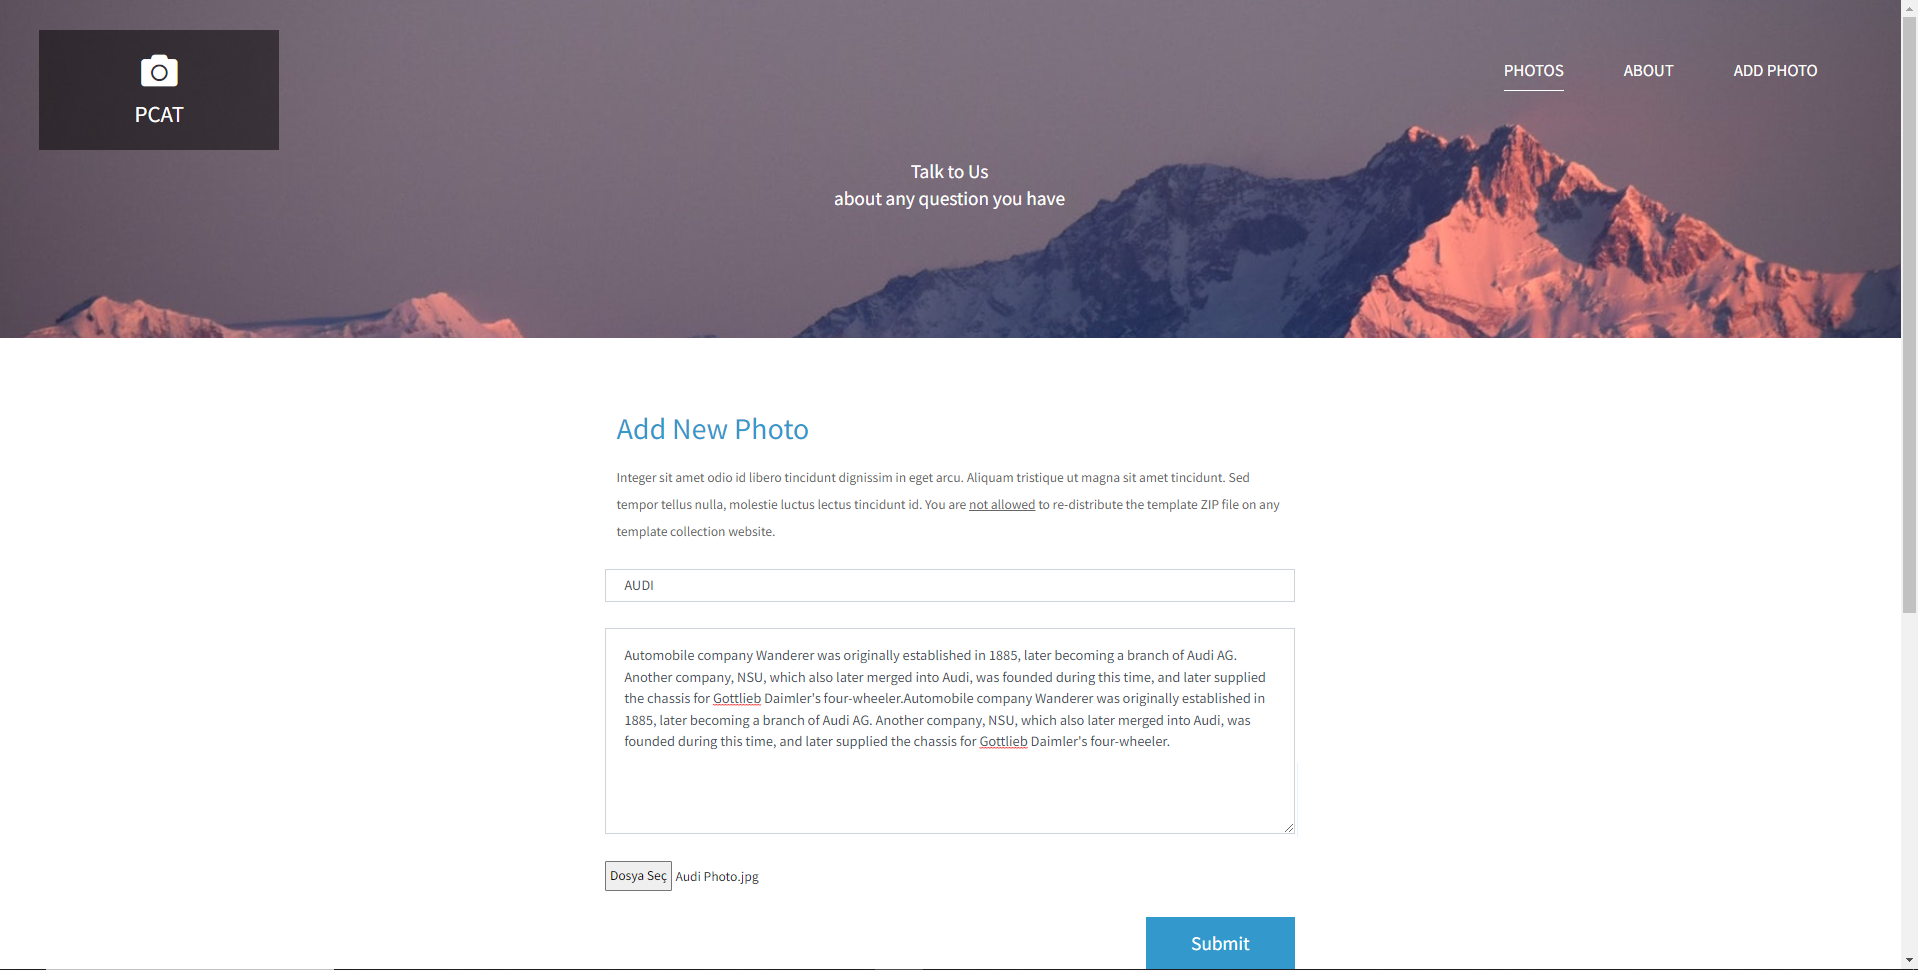 PCAT
PHOTOS
ABOUT
ADD PHOTO
Talk to Us
about any question you have
Add New Photo
Integer sit amet odio id libero tincidunt dignissim in eget arcu. Aliquam tristique ut magna sit amet tincidunt. Sed
tempor tellus nulla, molestie luctus lectus tincidunt id. You are not allowed to re-distribute the template ZIP file on any
template collection website.
AUDI
Automobile company Wanderer was originally established in 1885, later becoming a branch of Audi AG.
Another company, NSU, which also later merged into Audi, was founded during this time, and later supplied
the chassis for Gottlieb Daimler's four-wheeler.Automobile company Wanderer was originally established in
1885, later becoming a branch of Audi AG. Another company, NSU, which also later merged into Audi, was
founded during this time, and later supplied the chassis for Gottlieb Daimler's four-wheeler.
Dosya Seç Audi Photo.jpg
Submit